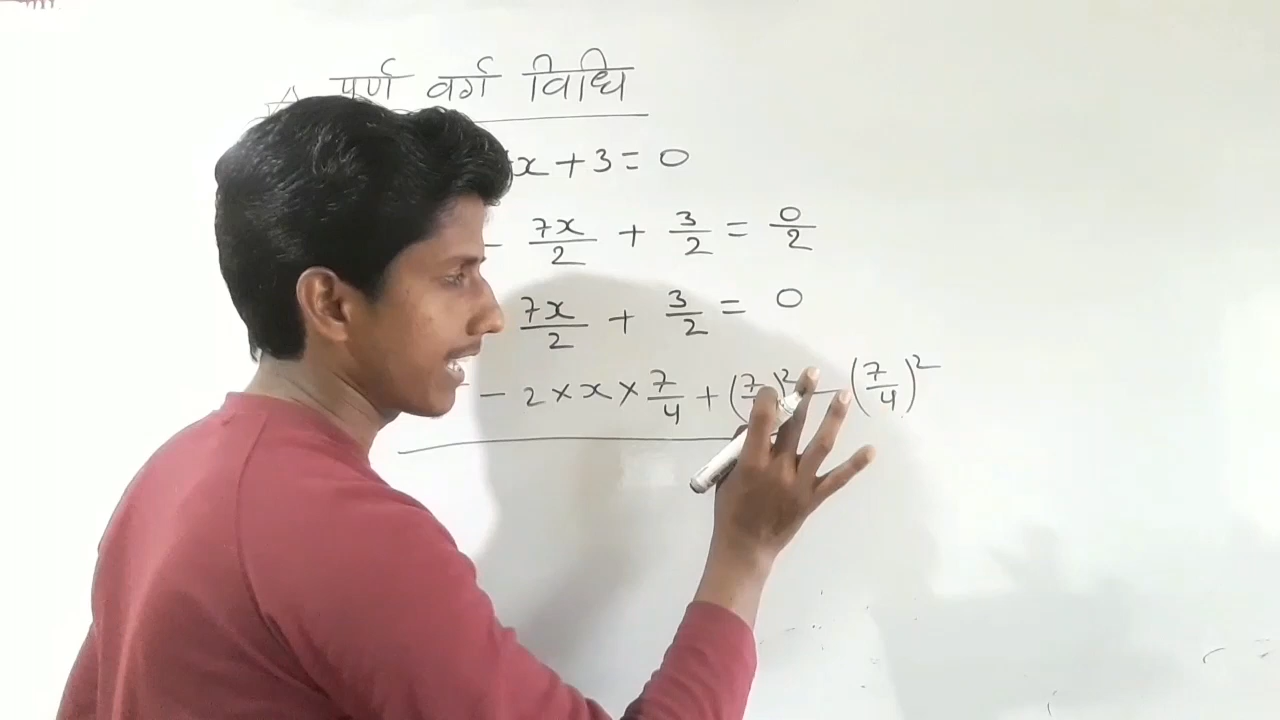 पूर्ण वर्ग विधि
x + 3 = 0
- 7x/2 + 3/2 = 0/2
7x/2 + 3/2 = 0
- 2 × x × 7/4 + (7)² - (7/4)²